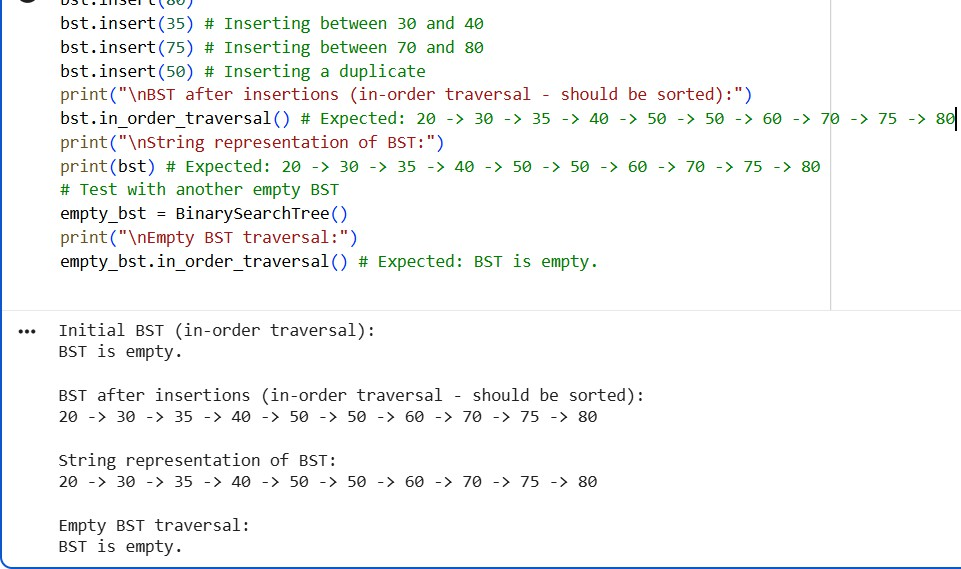 bst.insert(80)
bst.insert(35) # Inserting between 30 and 40
bst.insert(75) # Inserting between 70 and 80
bst.insert(50) # Inserting a duplicate
print("\nBST after insertions (in-order traversal - should be sorted):")
bst.in_order_traversal() # Expected: 20 -> 30 -> 35 -> 40 -> 50 -> 50 -> 60 -> 70 -> 75 -> 80
print("\nString representation of BST:")
print(bst) # Expected: 20 -> 30 -> 35 -> 40 -> 50 -> 50 -> 60 -> 70 -> 75 -> 80
# Test with another empty BST
empty_bst = BinarySearchTree()
print("\nEmpty BST traversal:")
empty_bst.in_order_traversal() # Expected: BST is empty.
Initial BST (in-order traversal):
BST is empty.
BST after insertions (in-order traversal - should be sorted):
20 -> 30 -> 35 -> 40 -> 50 -> 50 -> 60 -> 70 -> 75 -> 80
String representation of BST:
20 -> 30 -> 35 -> 40 -> 50 -> 50 -> 60 -> 70 -> 75 -> 80
Empty BST traversal:
BST is empty.